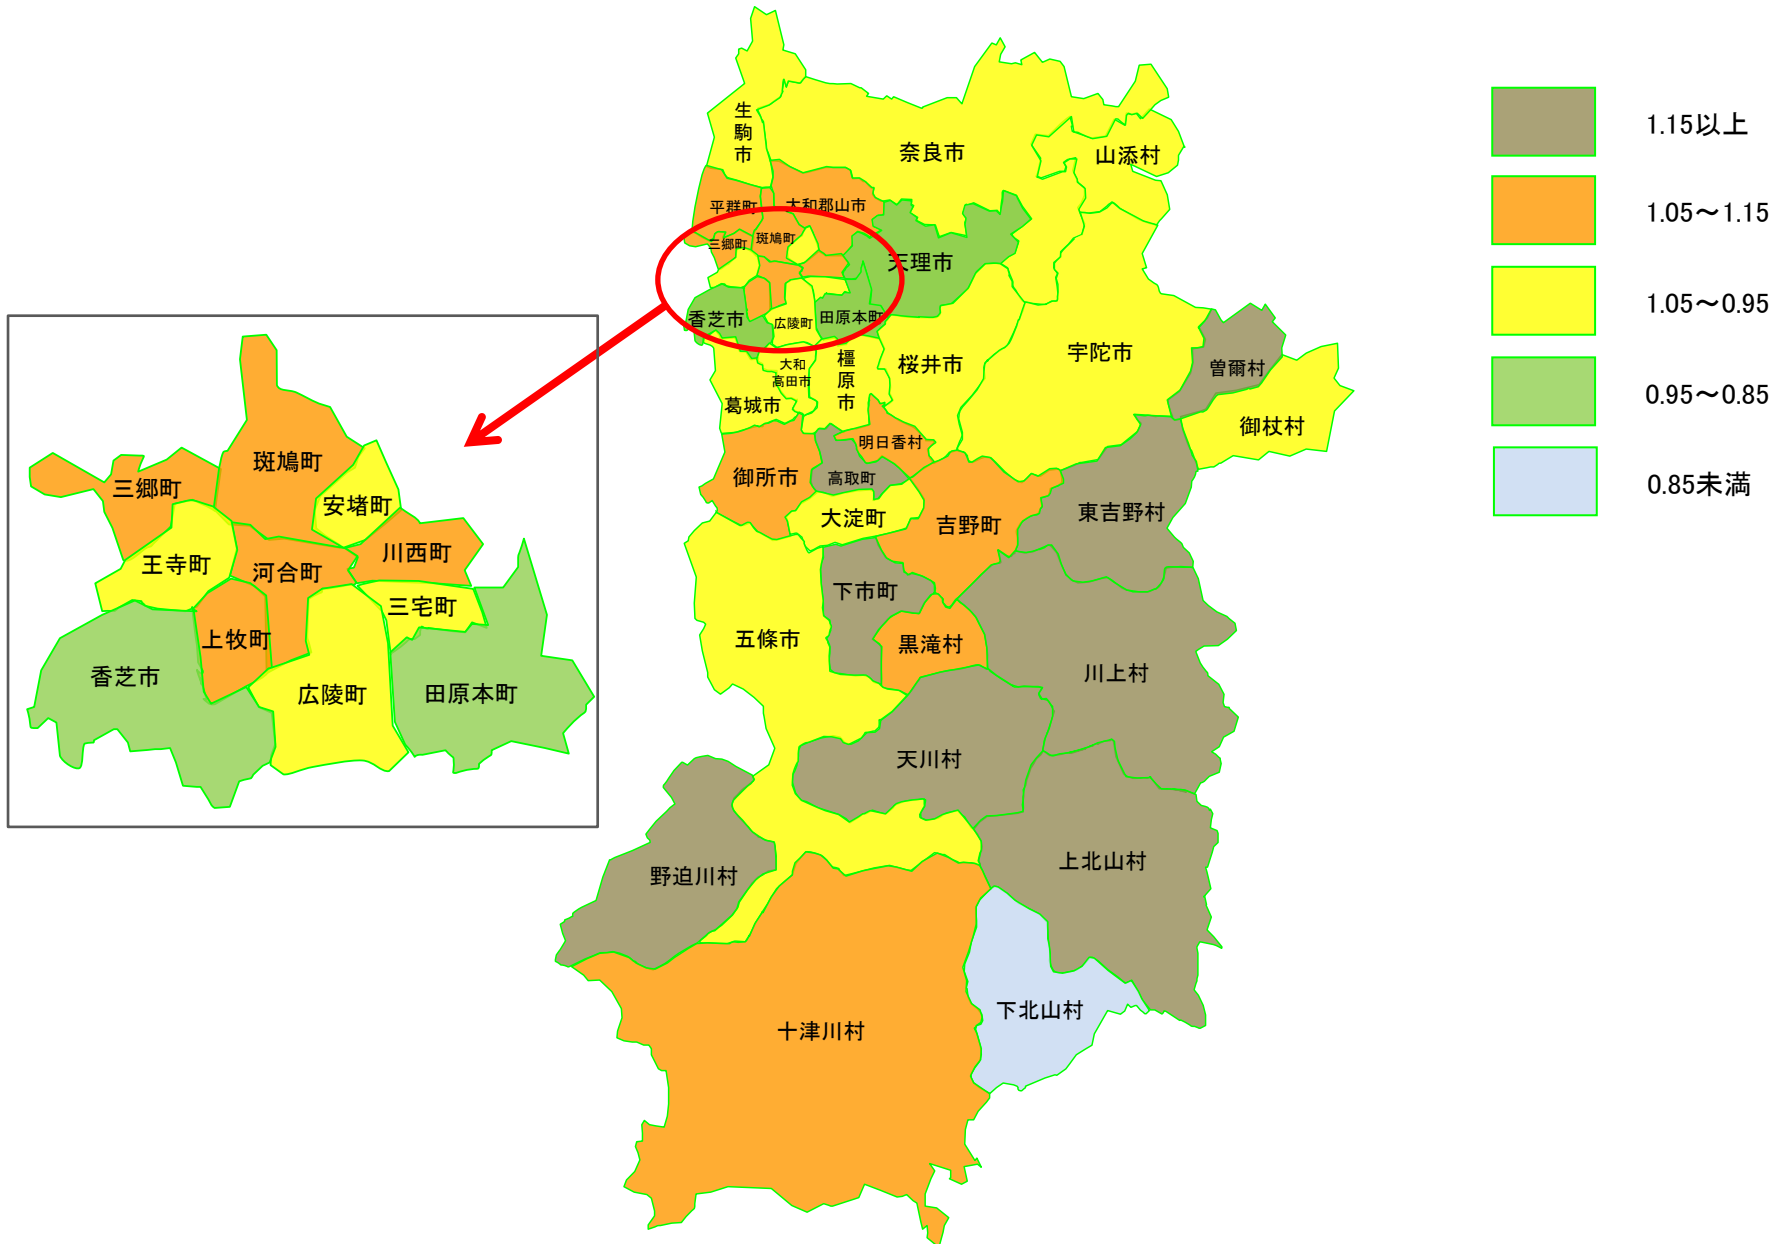 生駒市
奈良市
山添村
平群町
大和郡山市
三郷町
斑鳩町
天理市
香芝市
広陵町
田原本町
大和
高田市
橿原市
桜井市
宇陀市
曽爾村
葛城市
御杖村
明日香村
御所市
高取町
大淀町
吉野町
東吉野村
下市町
五條市
黒滝村
川上村
天川村
野迫川村
上北山村
下北山村
十津川村
斑鳩町
三郷町
安堵町
王寺町
河合町
川西町
三宅町
上牧町
香芝市
広陵町
田原本町
1.15以上
1.05～1.15
1.05～0.95
0.95～0.85
0.85未満